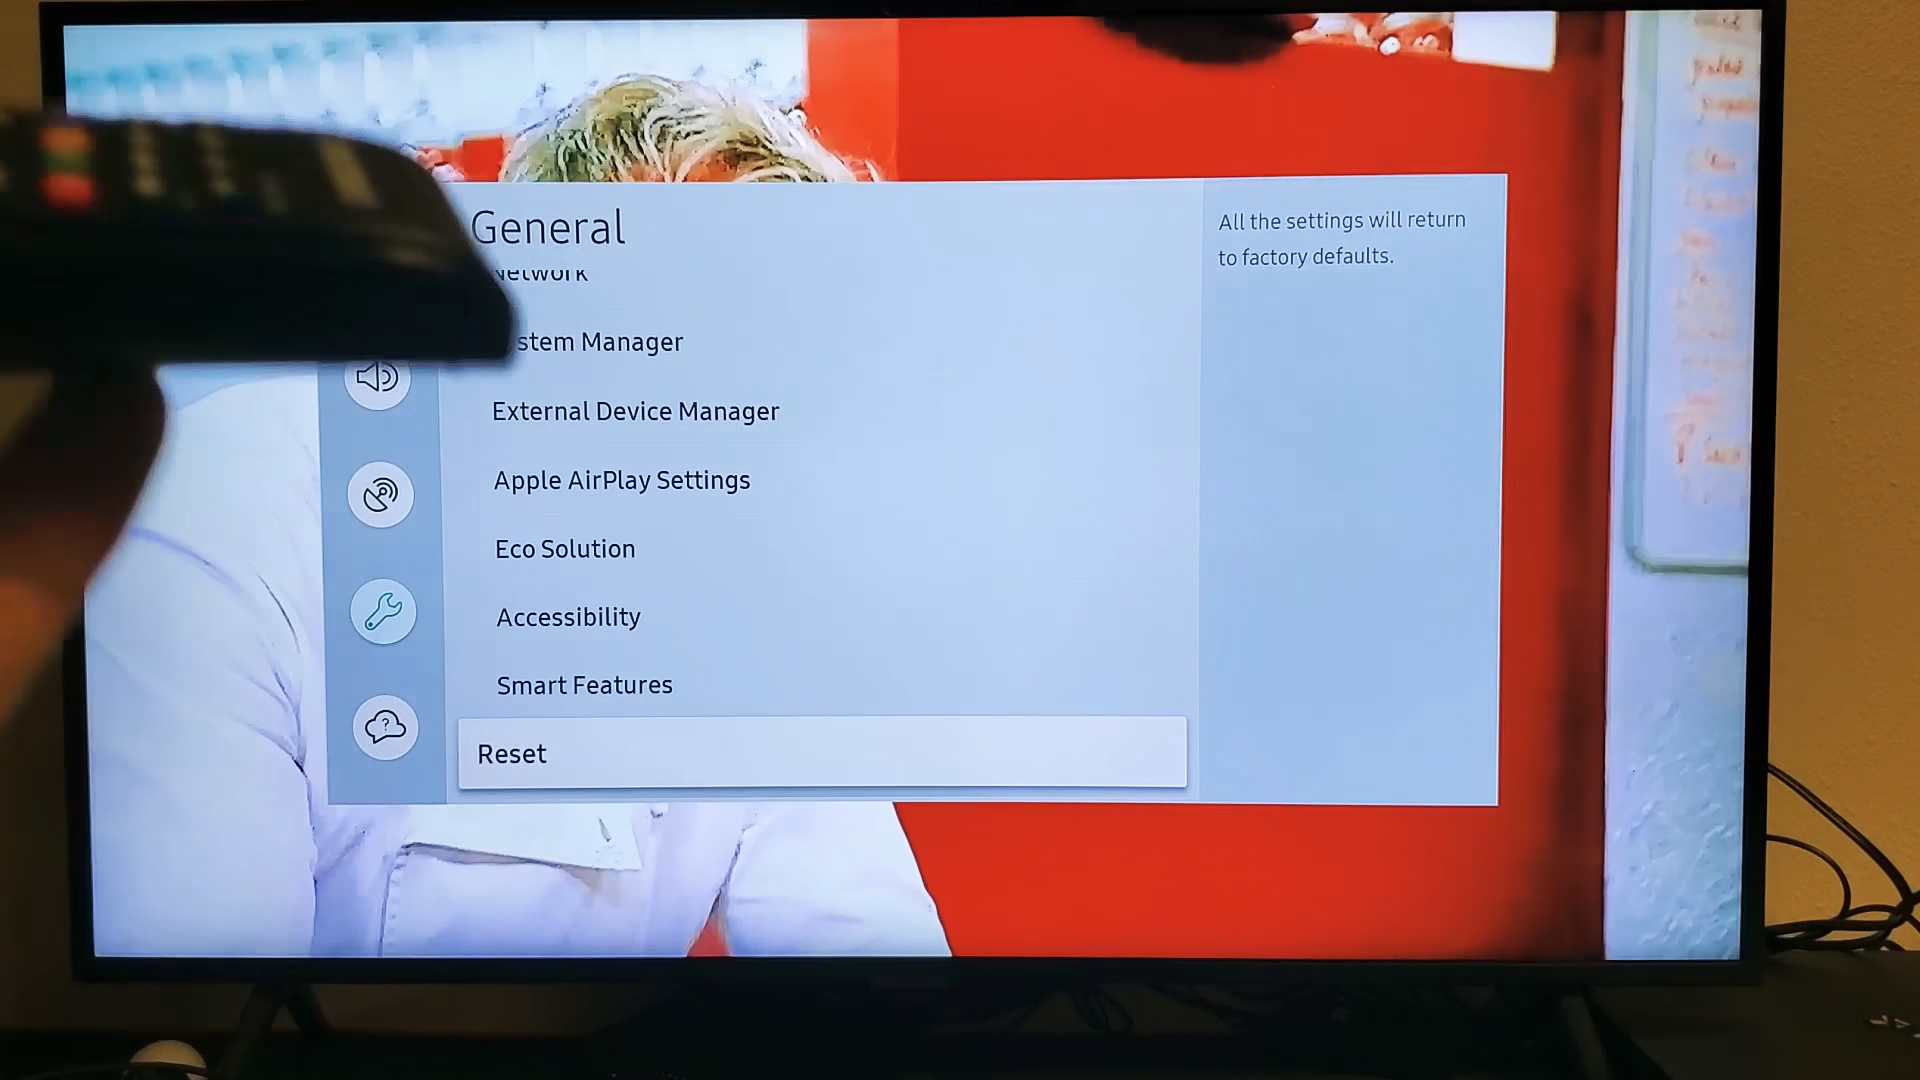 General
Network
stem Manager
External Device Manager
Apple AirPlay Settings
Eco Solution
Accessibility
Smart Features
Reset
All the settings will return
to factory defaults.
?